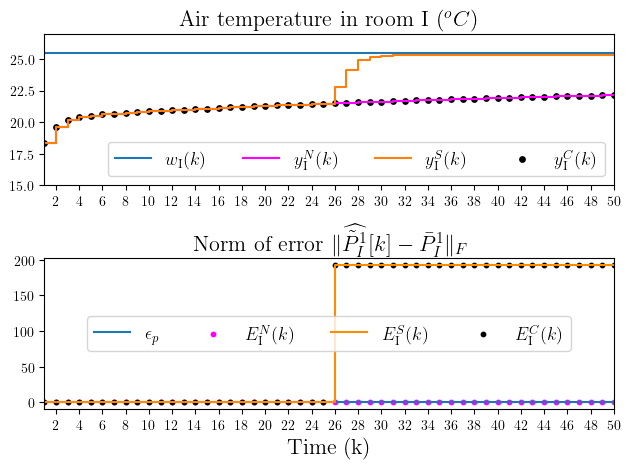 Air temperature in room I (°C)
25.0
22.5
20.0
17.5
15.0
w_I(k) y_I^N(k) y_I^S(k) y_I^C(k)
2 4 6 8 10 12 14 16 18 20 22 24 26 28 30 32 34 36 38 40 42 44 46 48 50
Norm of error ‖\widehat{\tilde{P}_I^1}[k] − \bar{P}_I^1‖_F
200
150
100
50
0
ϵ_p E_I^N(k) E_I^S(k) E_I^C(k)
2 4 6 8 10 12 14 16 18 20 22 24 26 28 30 32 34 36 38 40 42 44 46 48 50
Time (k)